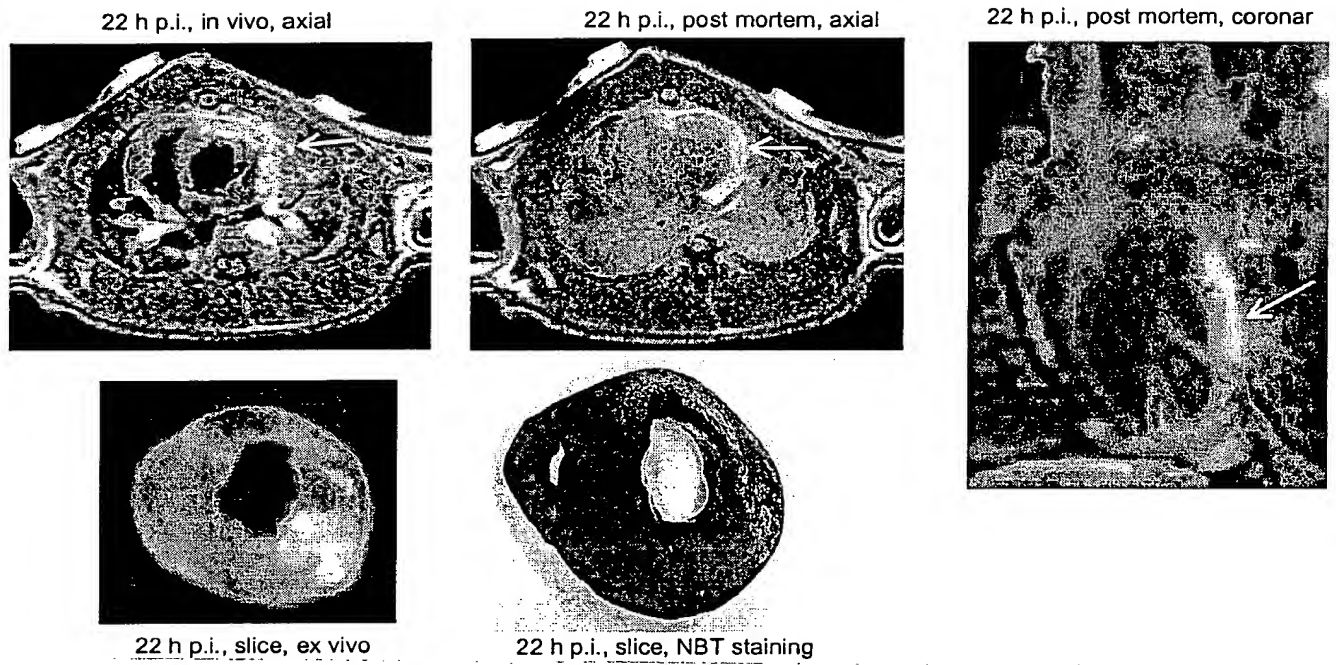 22 h p.i., in vivo, axial
22 h p.i., post mortem, axial
22 h p.i., post mortem, coronar
22 h p.i., slice, ex vivo
22 h p.i., slice, NBT staining